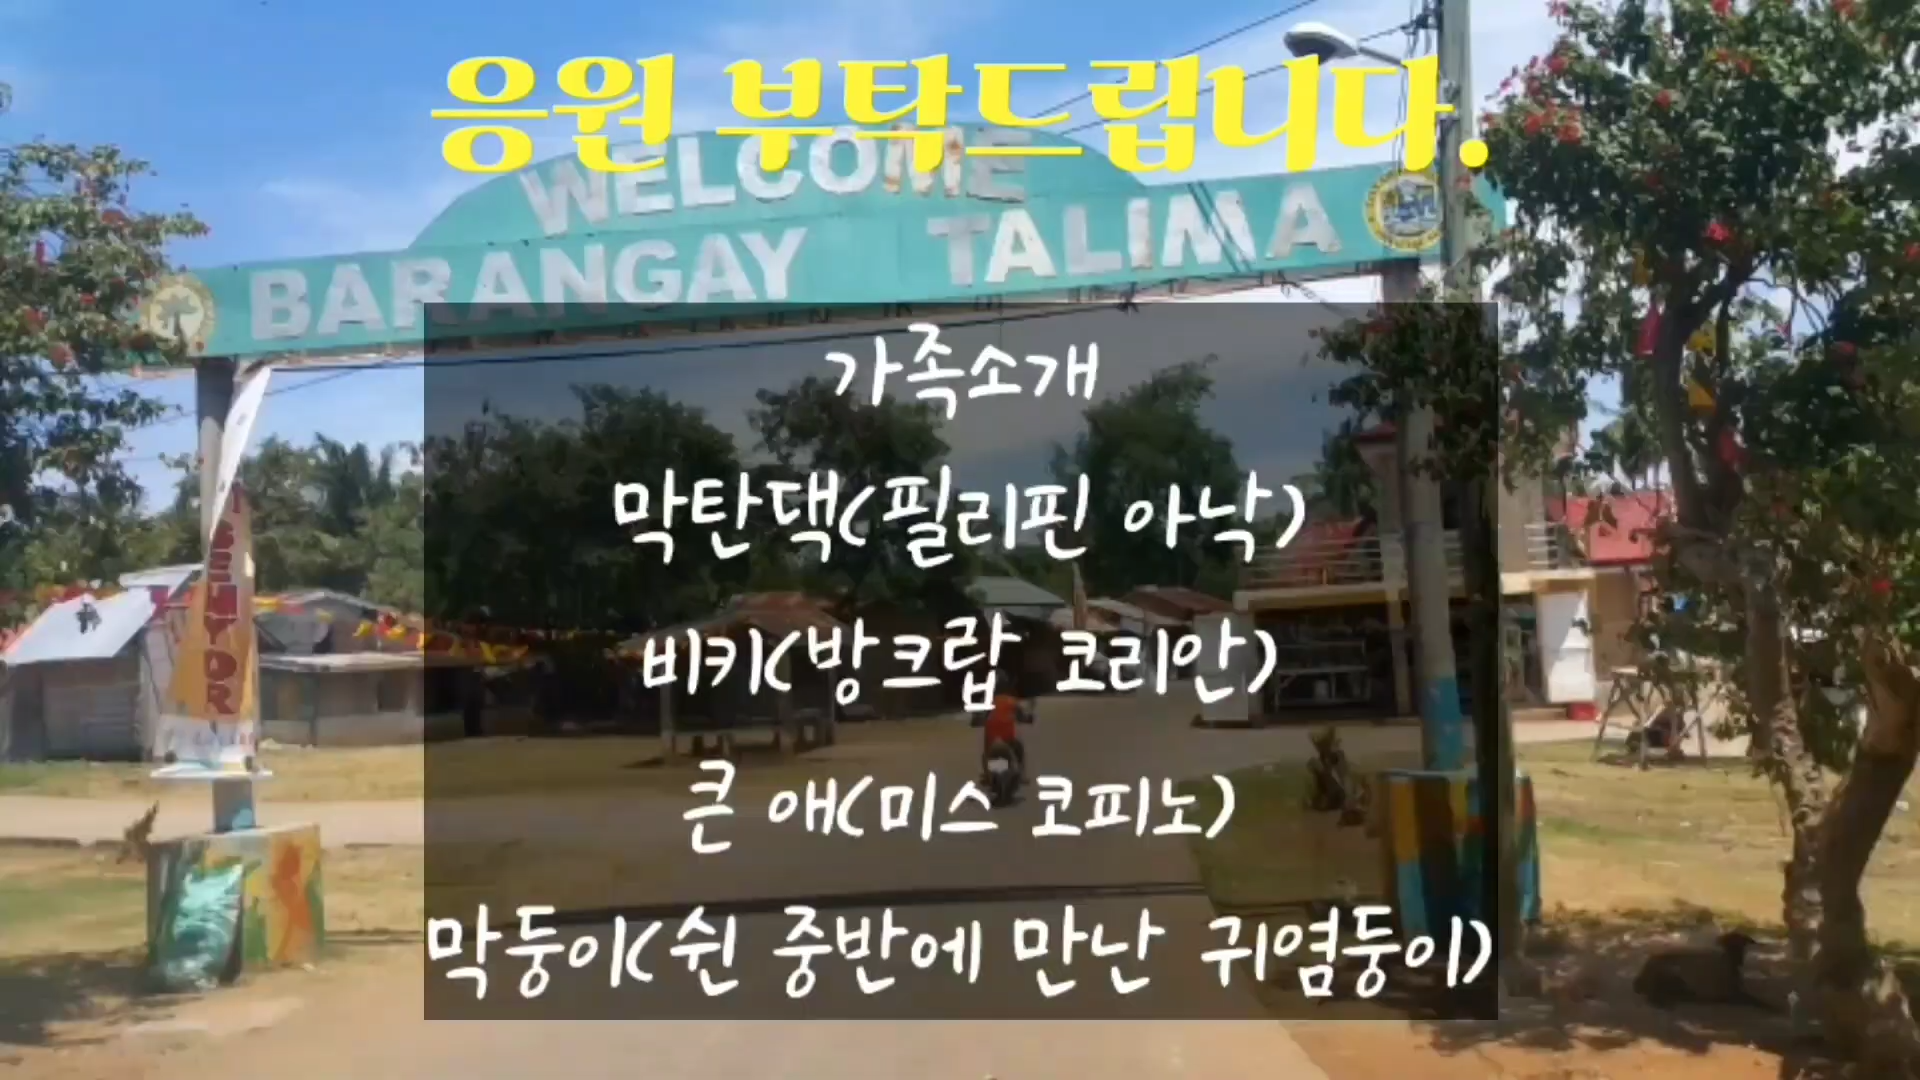 응원 부탁드립니다.
WELCOME
BARANGAY TALIMA
가족소개
막탄댁(필리핀 아낙)
비키(방크랍 코리안)
큰 애(미스 코피노)
막둥이(쉰 중반에 만난 귀염둥이)